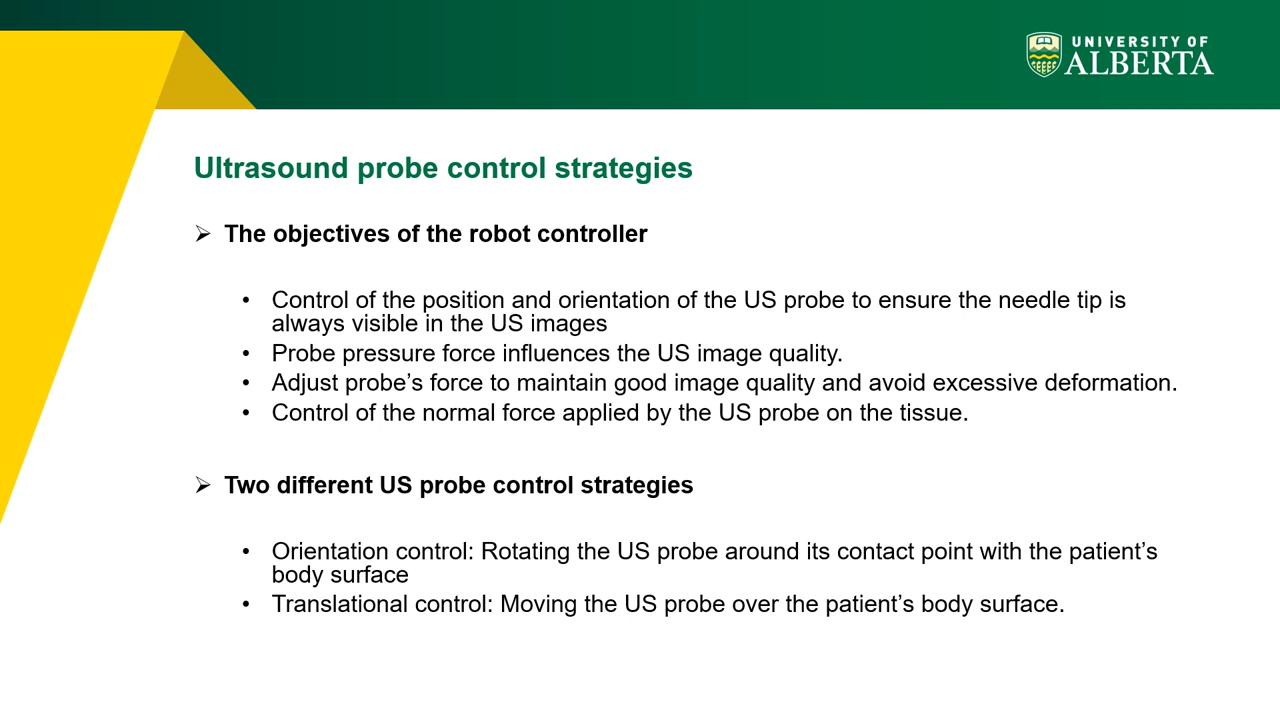 UNIVERSITY OF
ALBERTA
Ultrasound probe control strategies
➢ The objectives of the robot controller
• Control of the position and orientation of the US probe to ensure the needle tip is
always visible in the US images
• Probe pressure force influences the US image quality.
• Adjust probe’s force to maintain good image quality and avoid excessive deformation.
• Control of the normal force applied by the US probe on the tissue.
➢ Two different US probe control strategies
• Orientation control: Rotating the US probe around its contact point with the patient’s
body surface
• Translational control: Moving the US probe over the patient’s body surface.